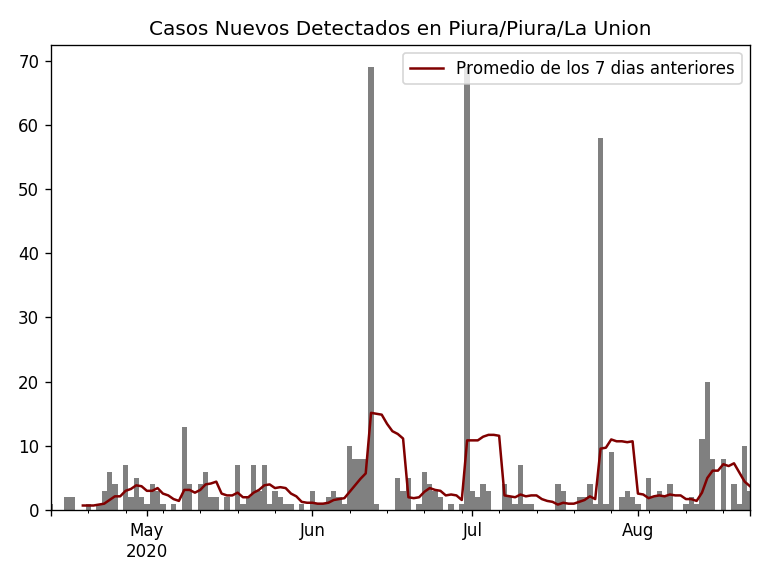 Casos Nuevos Detectados en Piura/Piura/La Union
Promedio de los 7 dias anteriores
70
60
50
40
30
20
10
0
May
2020
Jun
Jul
Aug